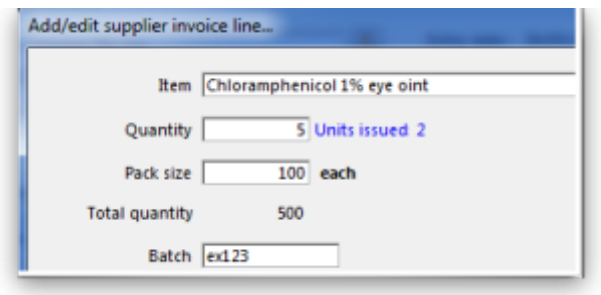 Add/edit supplier invoice line...
Item Chloramphenicol 1% eye oint
Quantity 5 Units issued 2
Pack size 100 each
Total quantity 500
Batch ex123